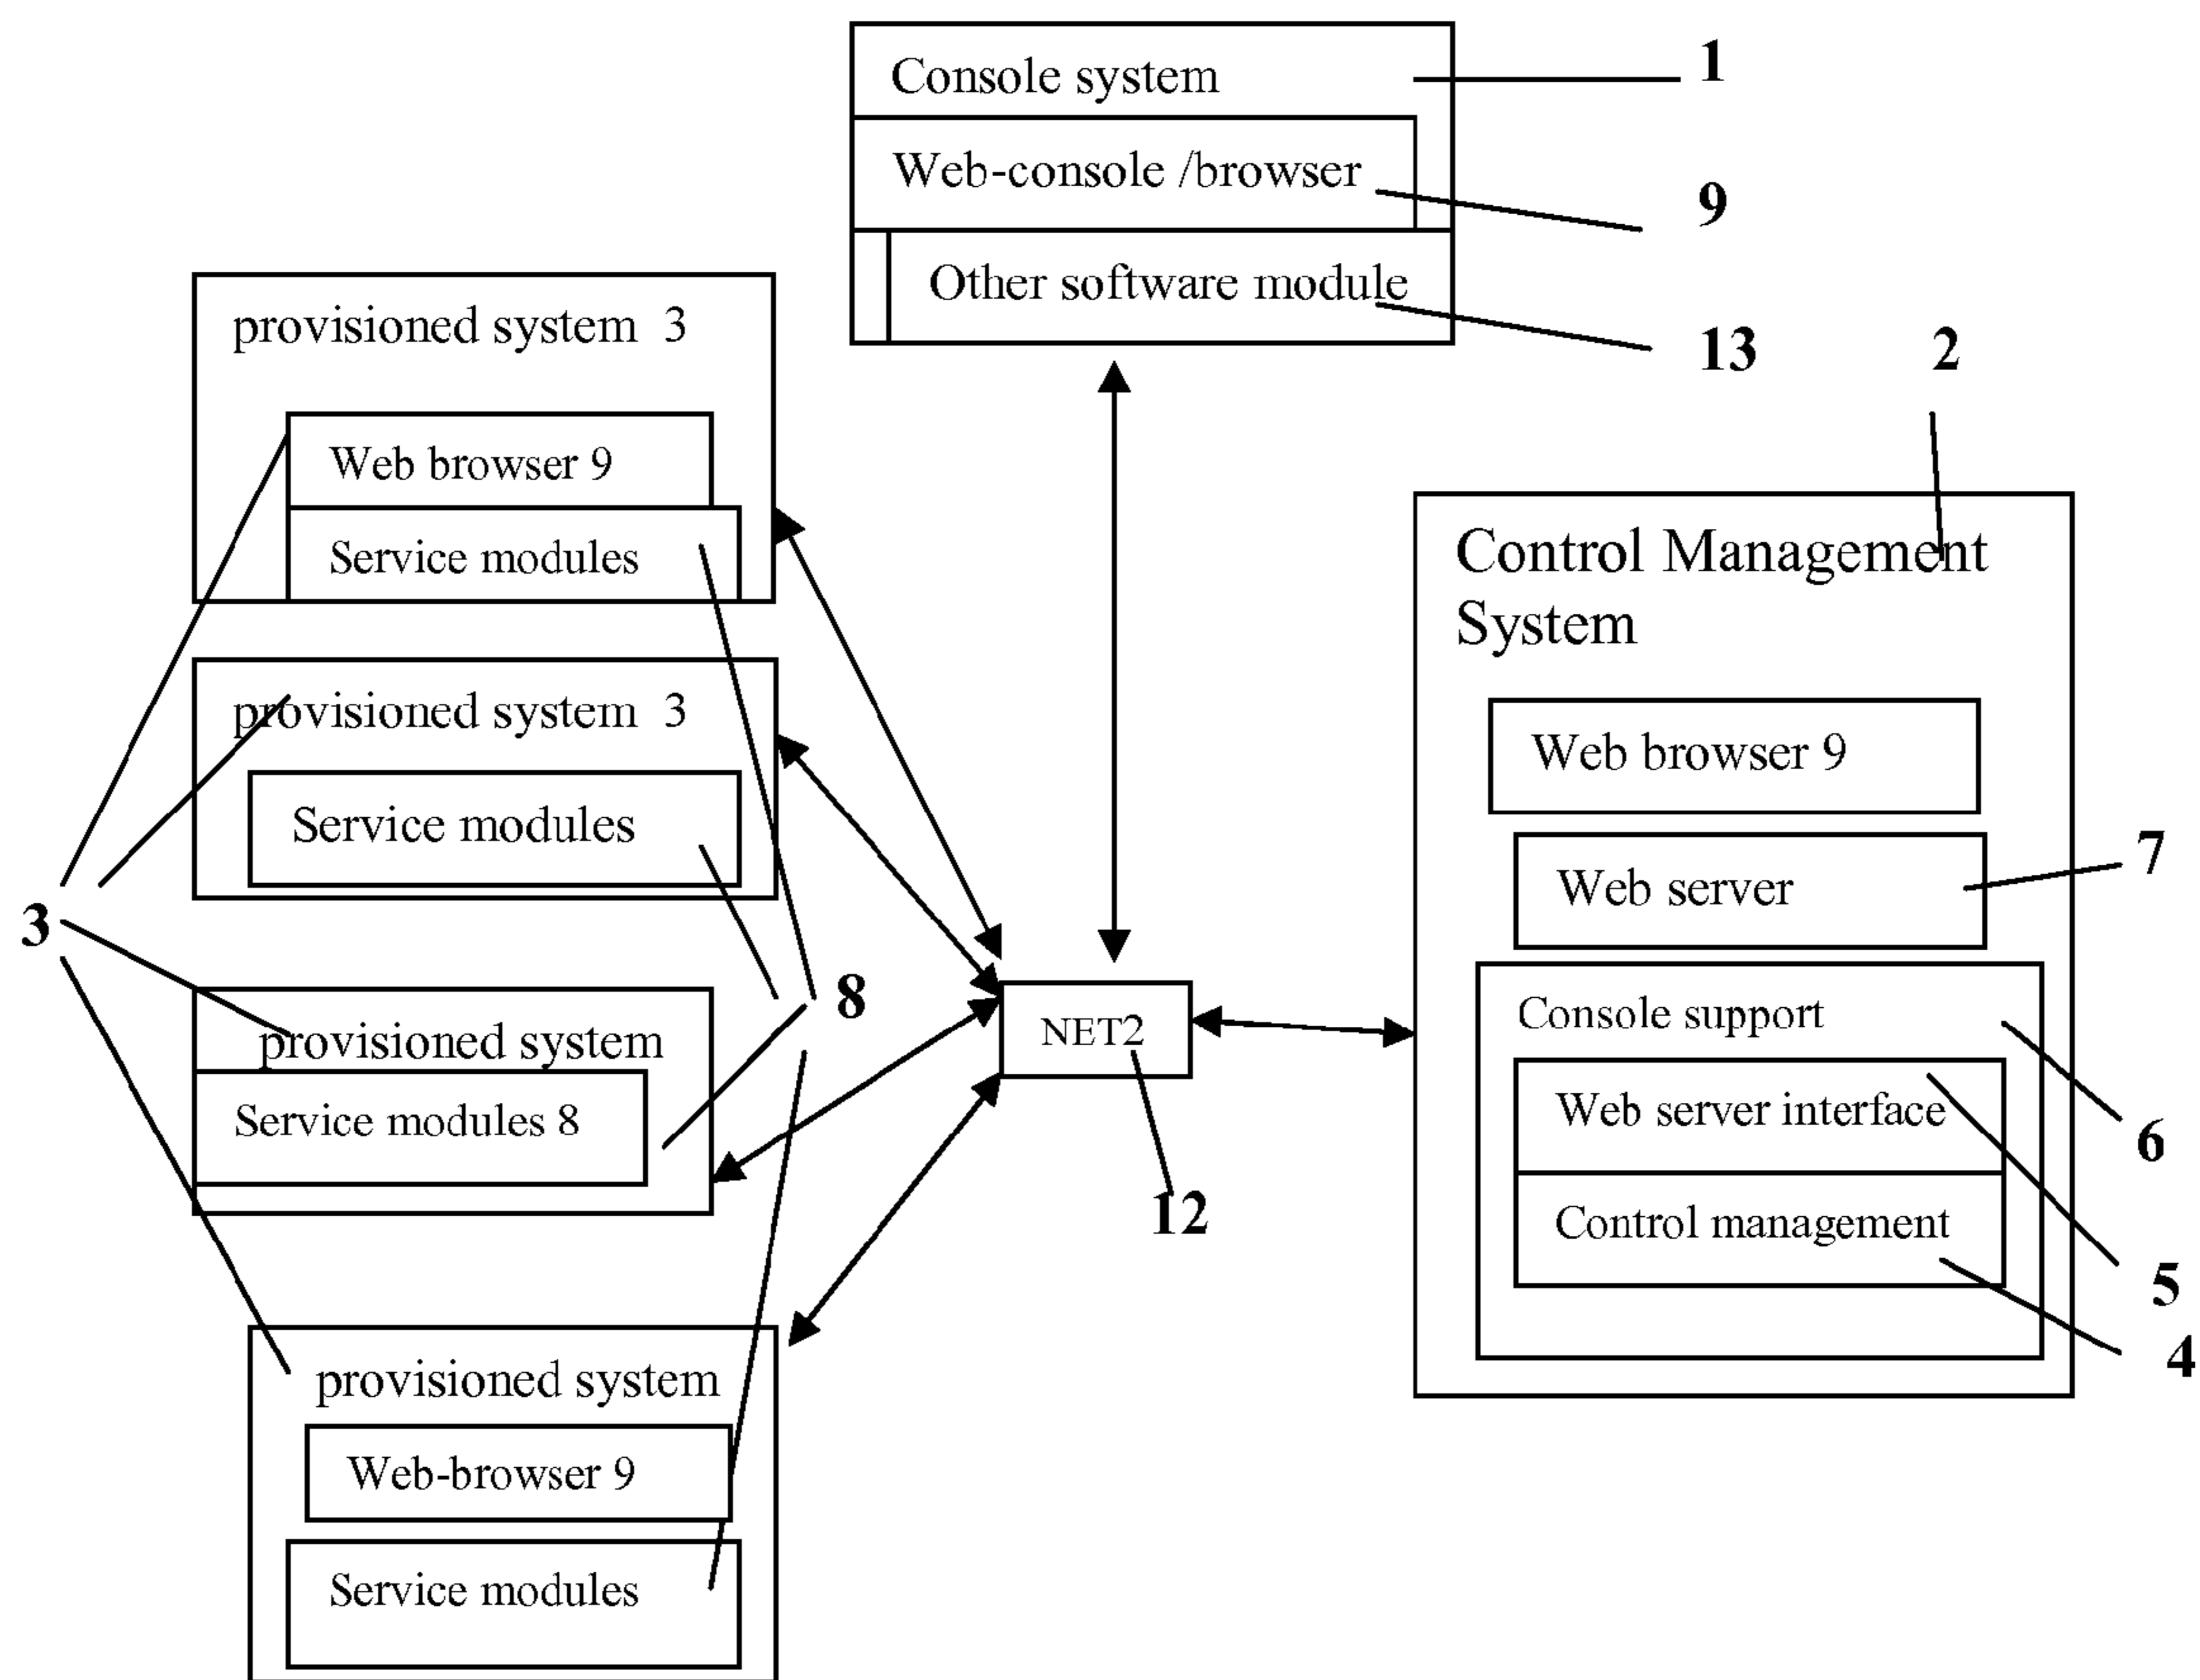 Console system
1
Web-console /browser
9
Other software module
13
provisioned system 3
Web browser 9
Service modules
provisioned system 3
Service modules
3
provisioned system
Service modules 8
8
provisioned system
Web-browser 9
Service modules
NET2
12
2
Control Management
System
Web browser 9
Web server
7
Console support
6
Web server interface
5
Control management
4